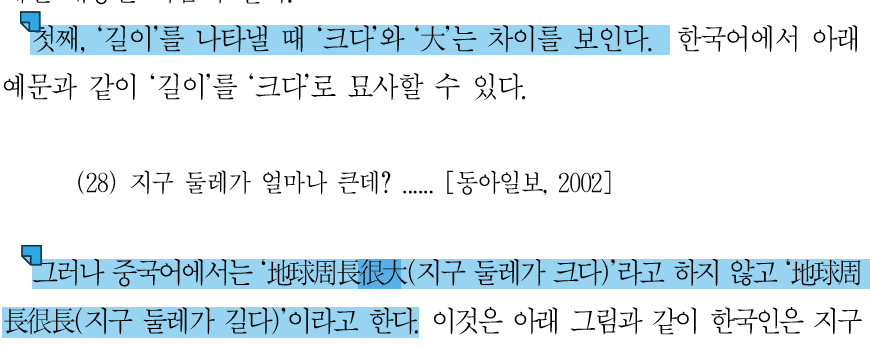 첫째, ‘길이’를 나타낼 때 ‘크다’와 ‘大’는 차이를 보인다. 한국어에서 아래
예문과 같이 ‘길이’를 ‘크다’로 묘사할 수 있다.
(28) 지구 둘레가 얼마나 큰데? ...... [동아일보, 2002]
그러나 중국어에서는 ‘地球周長很大(지구 둘레가 크다)’라고 하지 않고 ‘地球周
長很長(지구 둘레가 길다)’이라고 한다. 이것은 아래 그림과 같이 한국인은 지구